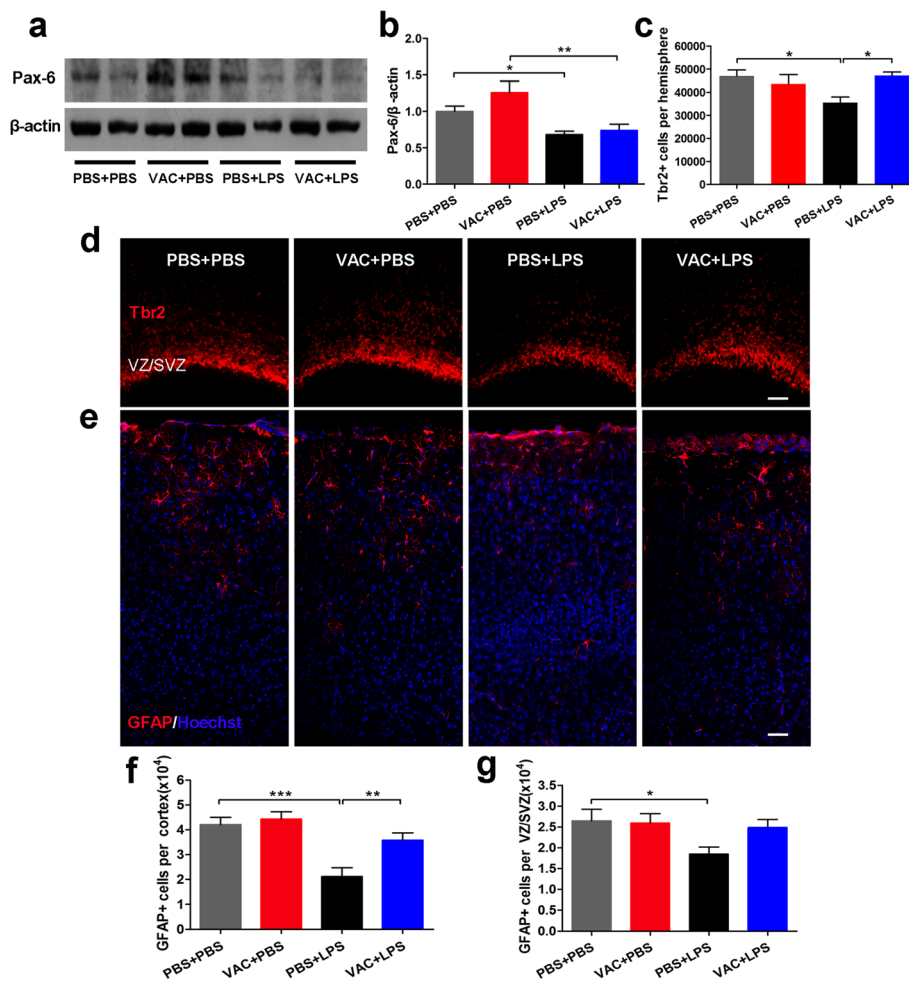 a
Pax-6
β-actin
PBS+PBS VAC+PBS PBS+LPS VAC+LPS
b
Pax-6/β -actin
2.0
1.5
1.0
0.5
0.0
*
**
PBS+PBS
VAC+PBS
PBS+LPS
VAC+LPS
c
Tbr2+ cells per hemisphere
60000
50000
40000
30000
20000
10000
0
*
*
PBS+PBS
VAC+PBS
PBS+LPS
VAC+LPS
d
PBS+PBS VAC+PBS PBS+LPS VAC+LPS
Tbr2
VZ/SVZ
e
GFAP/Hoechst
f
GFAP+ cells per cortex(x10⁴)
6
5
4
3
2
1
0
***
**
PBS+PBS
VAC+PBS
PBS+LPS
VAC+LPS
g
GFAP+ cells per VZ/SVZ(x10⁴)
3.5
3.0
2.5
2.0
1.5
1.0
0.5
0.0
*
PBS+PBS
VAC+PBS
PBS+LPS
VAC+LPS